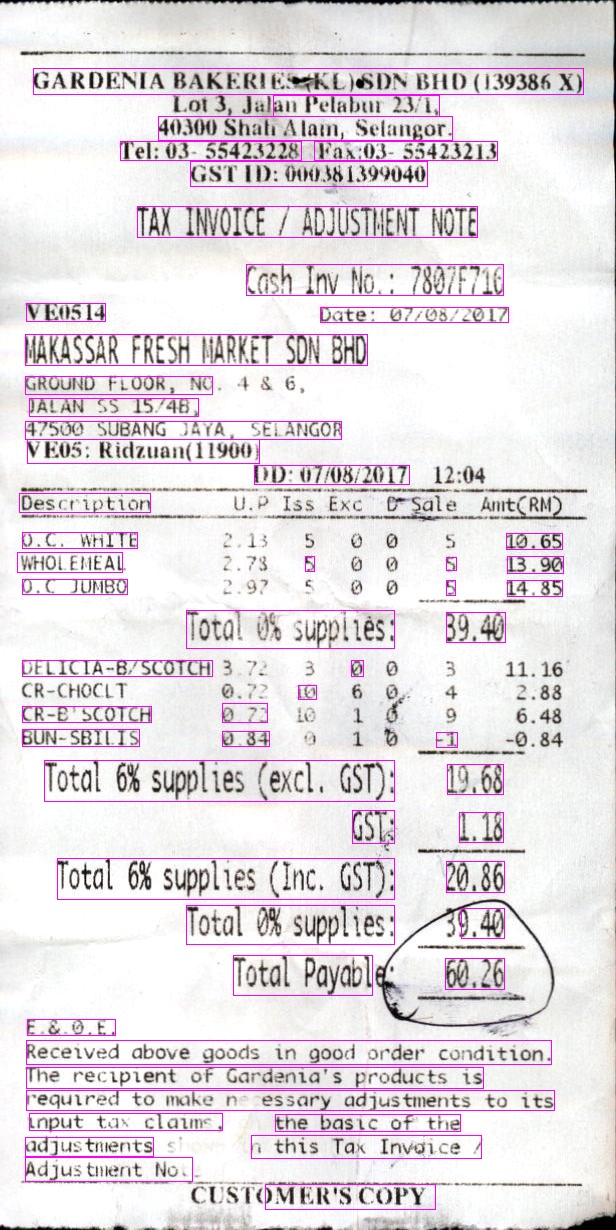 GARDENIA BAKERIES (KL) SDN BHD (139386 X)
Lot 3, Jalan Pelabur 23/1,
40300 Shah Alam, Selangor.
Tel: 03- 55423228 Fax:03- 55423213
GST ID: 000381399040
TAX INVOICE / ADJUSTMENT NOTE
Cash Inv No.: 7807F716
VE0514 Date: 07/08/2017
MAKASSAR FRESH MARKET SDN BHD
GROUND FLOOR, NO. 4 & 6,
JALAN SS 15/4B,
47500 SUBANG JAYA, SELANGOR
VE05: Ridzuan(11900)
DD: 07/08/2017 12:04
Description U.P Iss Exc D Sale Amt(RM)
O.C. WHITE 2.13 5 0 0 5 10.65
WHOLEMEAL 2.78 5 0 0 5 13.90
O.C JUMBO 2.97 5 0 0 5 14.85
Total 0% supplies: 39.40
DELICIA-B/SCOTCH 3.72 3 0 0 3 11.16
CR-CHOCLT 0.72 10 6 0 4 2.88
CR-B'SCOTCH 0.72 10 1 0 9 6.48
BUN-SBILIS 0.84 0 1 0 -1 -0.84
Total 6% supplies (excl. GST): 19.68
GST: 1.18
Total 6% supplies (Inc. GST): 20.86
Total 0% supplies: 39.40
Total Payable: 60.26
E.&.O.E.
Received above goods in good order condition.
The recipient of Gardenia's products is
required to make necessary adjustments to its
input tax claims, the basic of the
adjustments shown in this Tax Invoice /
Adjustment Not
CUSTOMER'S COPY